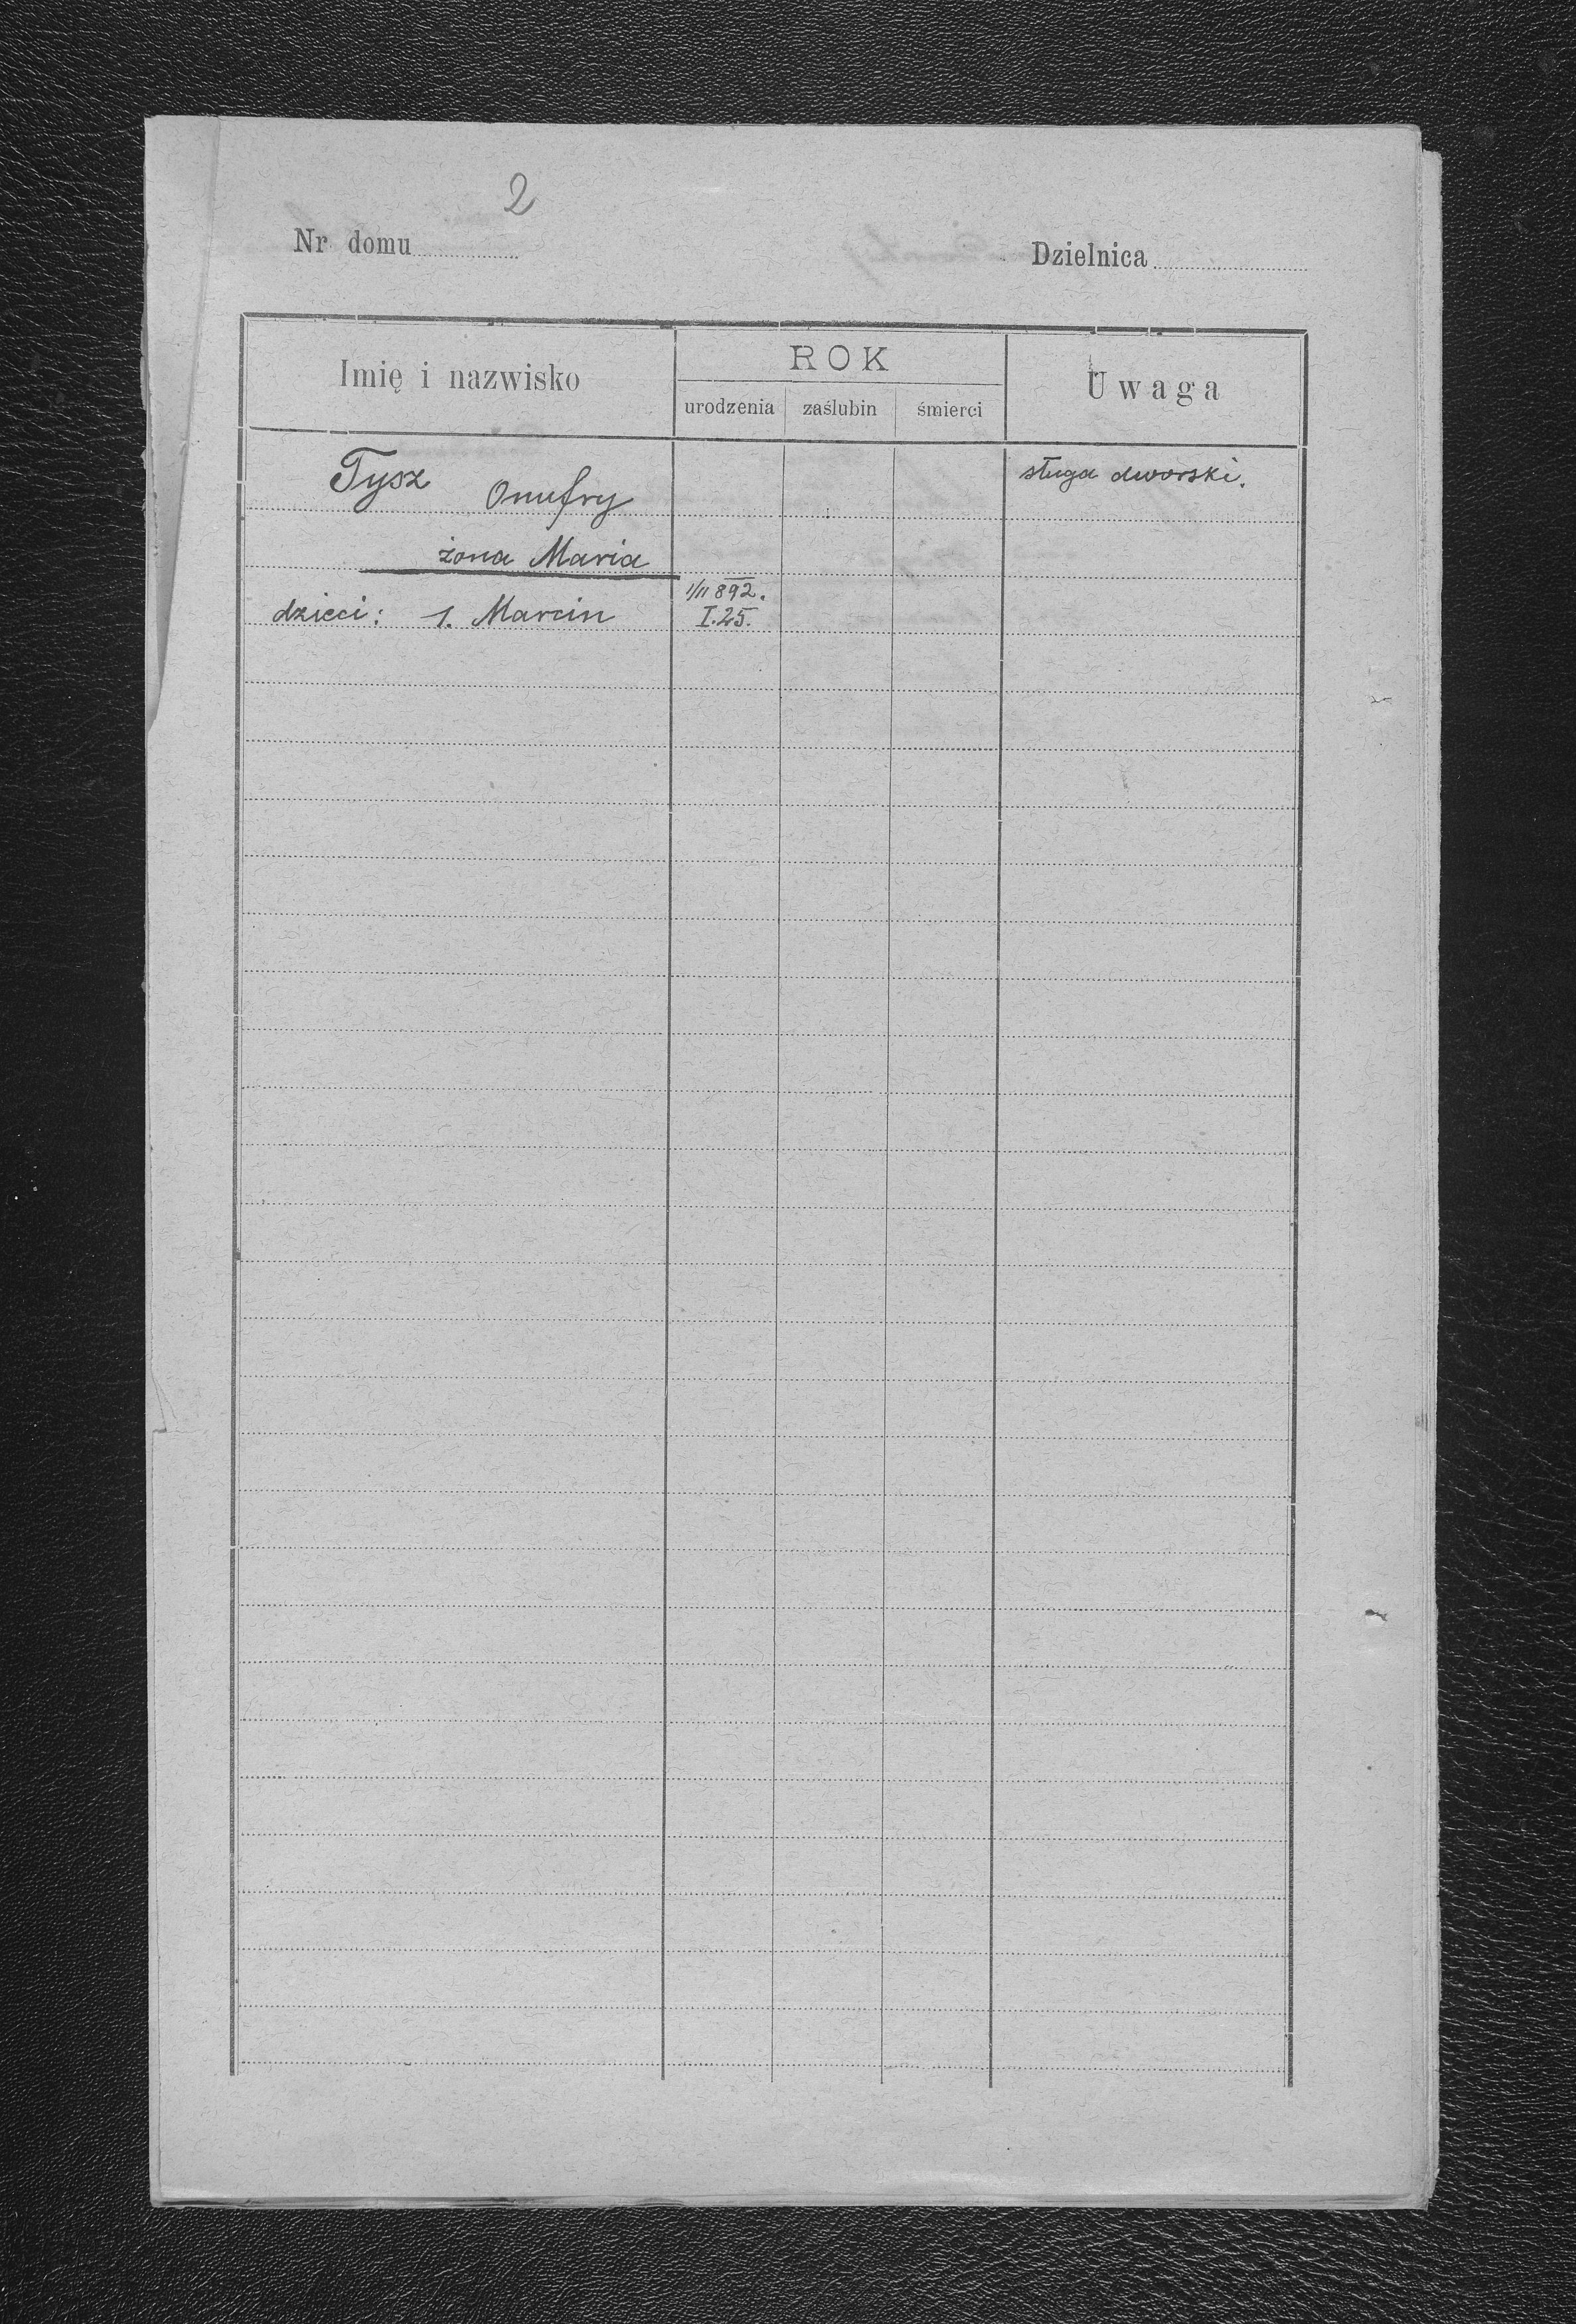 2
Nr domu
Dzielnica
Imię i nazwisko
ROK
Uwaga
urodzenia zaślubin śmierci
Tysz Onufry
sługa dworski.
żona Maria
1/11 892.
dzieci: 1. Marcin
I.25.